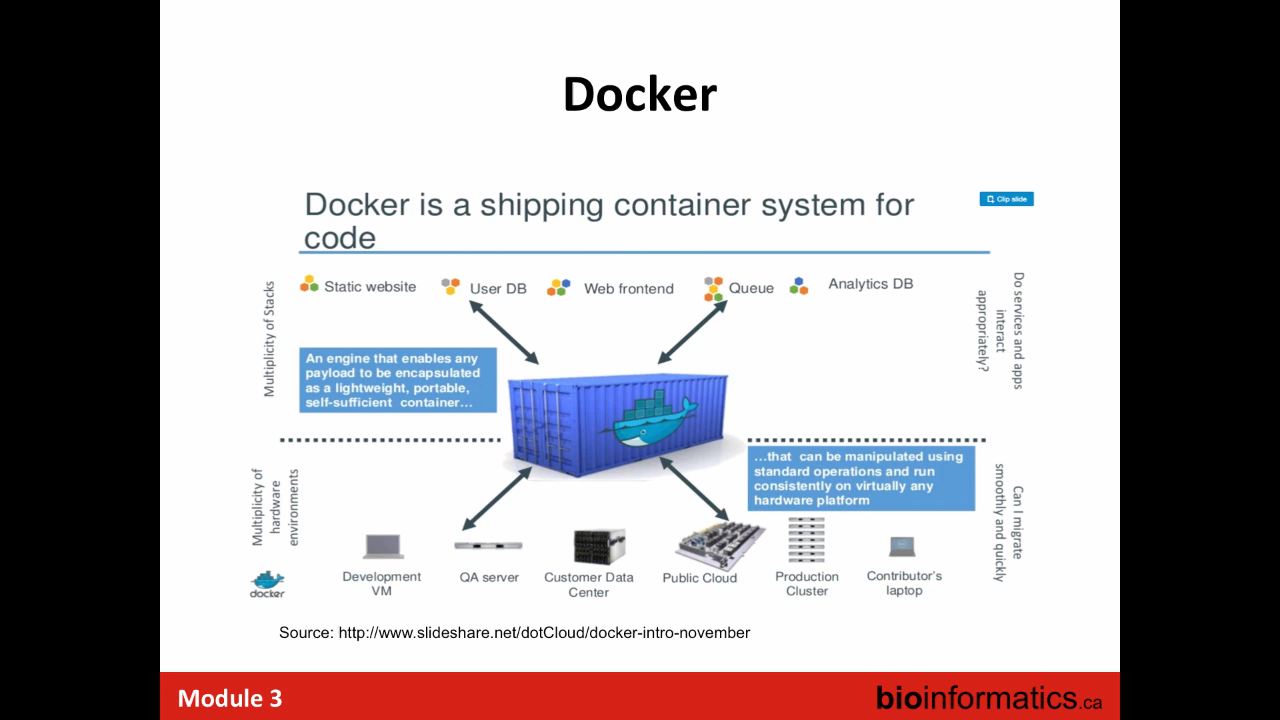 Docker
Docker is a shipping container system for
code
Clip slide
Multiplicity of Stacks
Static website
User DB
Web frontend
Queue
Analytics DB
Do services and apps
interact
appropriately?
An engine that enables any
payload to be encapsulated
as a lightweight, portable,
self-sufficient container…
…that can be manipulated using
standard operations and run
consistently on virtually any
hardware platform
Multiplicity of
hardware
environments
Can I migrate
smoothly and quickly
Development
VM
QA server
Customer Data
Center
Public Cloud
Production
Cluster
Contributor's
laptop
docker
Source: http://www.slideshare.net/dotCloud/docker-intro-november
Module 3
bioinformatics.ca